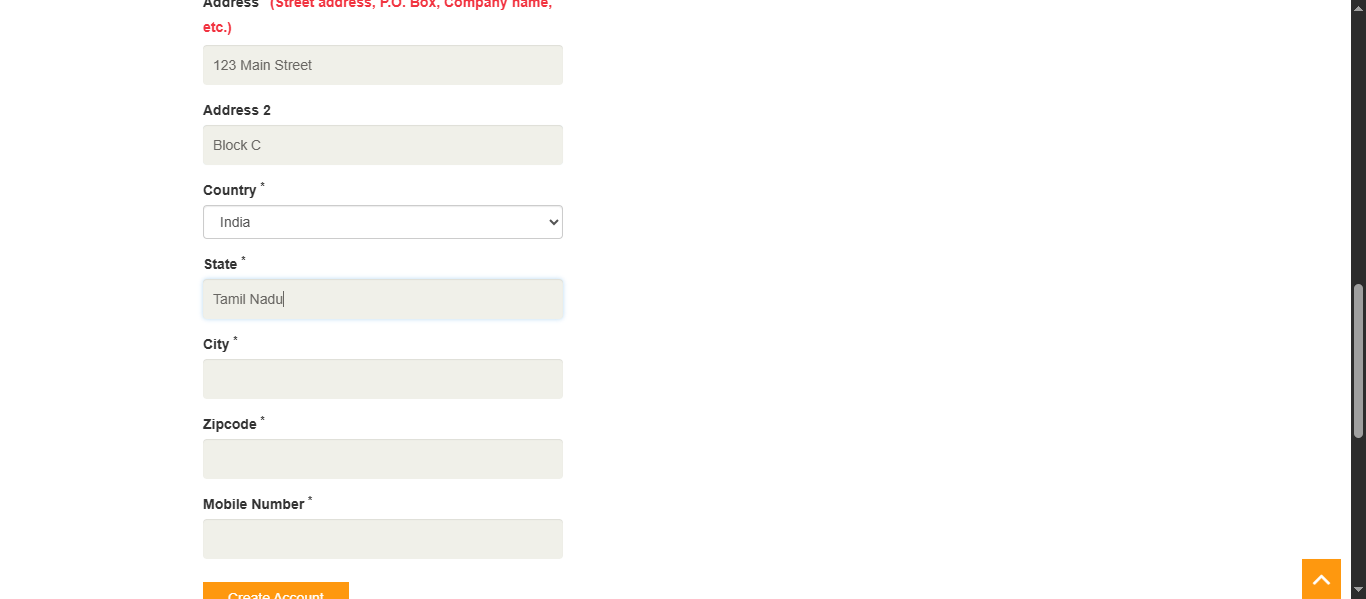 Address * (Street address, P.O. Box, Company name,
etc.)
123 Main Street
Address 2
Block C
Country *
India
State *
Tamil Nadu
City *
Zipcode *
Mobile Number *
Create Account